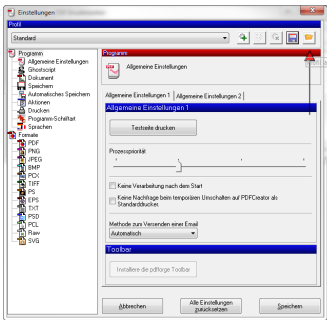 Einstellungen
Profil
Standard
Programm
Allgemeine Einstellungen
Ghostscript
Dokument
Speichern
Automatisches Speichern
Aktionen
Drucken
Programm-Schriftart
Sprachen
Formate
PDF
PNG
JPEG
BMP
PCX
TIFF
PS
EPS
TXT
PSD
PCL
Raw
SVG
Programm
Allgemeine Einstellungen
Allgemeine Einstellungen 1
Allgemeine Einstellungen 2
Allgemeine Einstellungen 1
Testseite drucken
Prozesspriorität
Keine Verarbeitung nach dem Start
Keine Nachfrage beim temporären Umschalten auf PDFCreator als
Standarddrucker.
Methode zum Versenden einer Email
Automatisch
Toolbar
Installiere die pdfforge Toolbar
Abbrechen
Alle Einstellungen
zurücksetzen
Speichern